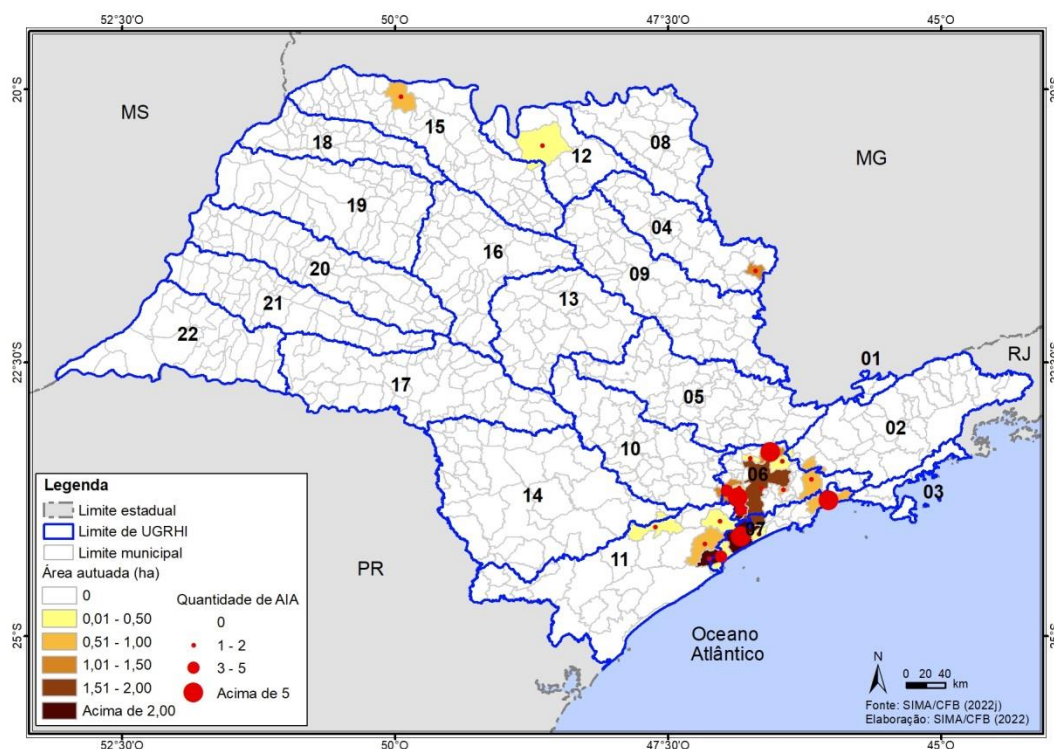 52°30'O 50°O 47°30'O 45°O
20°S 20°S
MS
MG
15
18
12
08
19
04
16
09
20
13
21
22
22°30'S 22°30'S
01
RJ
17
05
02
10
06
03
14
07
11
PR
25°S 25°S
Oceano
Atlântico
Legenda
Limite estadual
Limite de UGRHI
Limite municipal
Área autuada (ha)
0
0,01 - 0,50
0,51 - 1,00
1,01 - 1,50
1,51 - 2,00
Acima de 2,00
Quantidade de AIA
0
1 - 2
3 - 5
Acima de 5
N
0 20 40
km
Fonte: SIMA/CFB (2022j)
Elaboração: SIMA/CFB (2022)
52°30'O 50°O 47°30'O 45°O